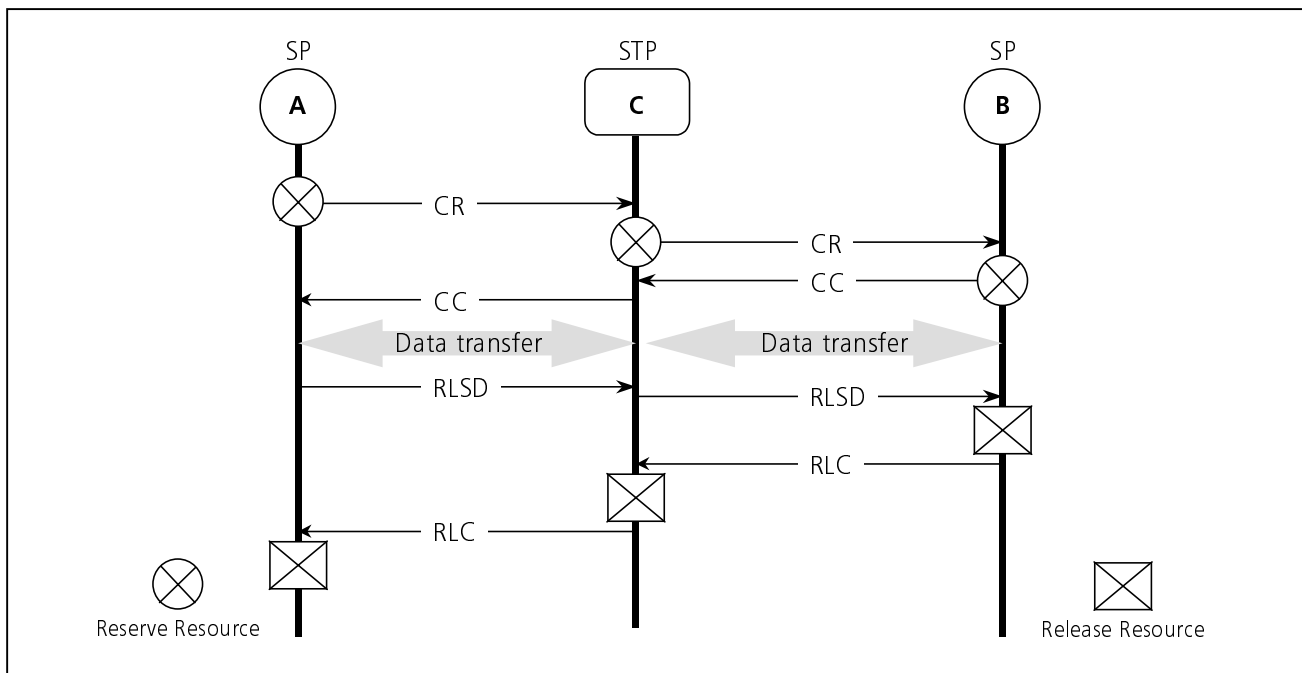 SP
STP
SP
A
C
B
CR
CR
CC
CC
Data transfer
Data transfer
RLSD
RLSD
RLC
RLC
Reserve Resource
Release Resource